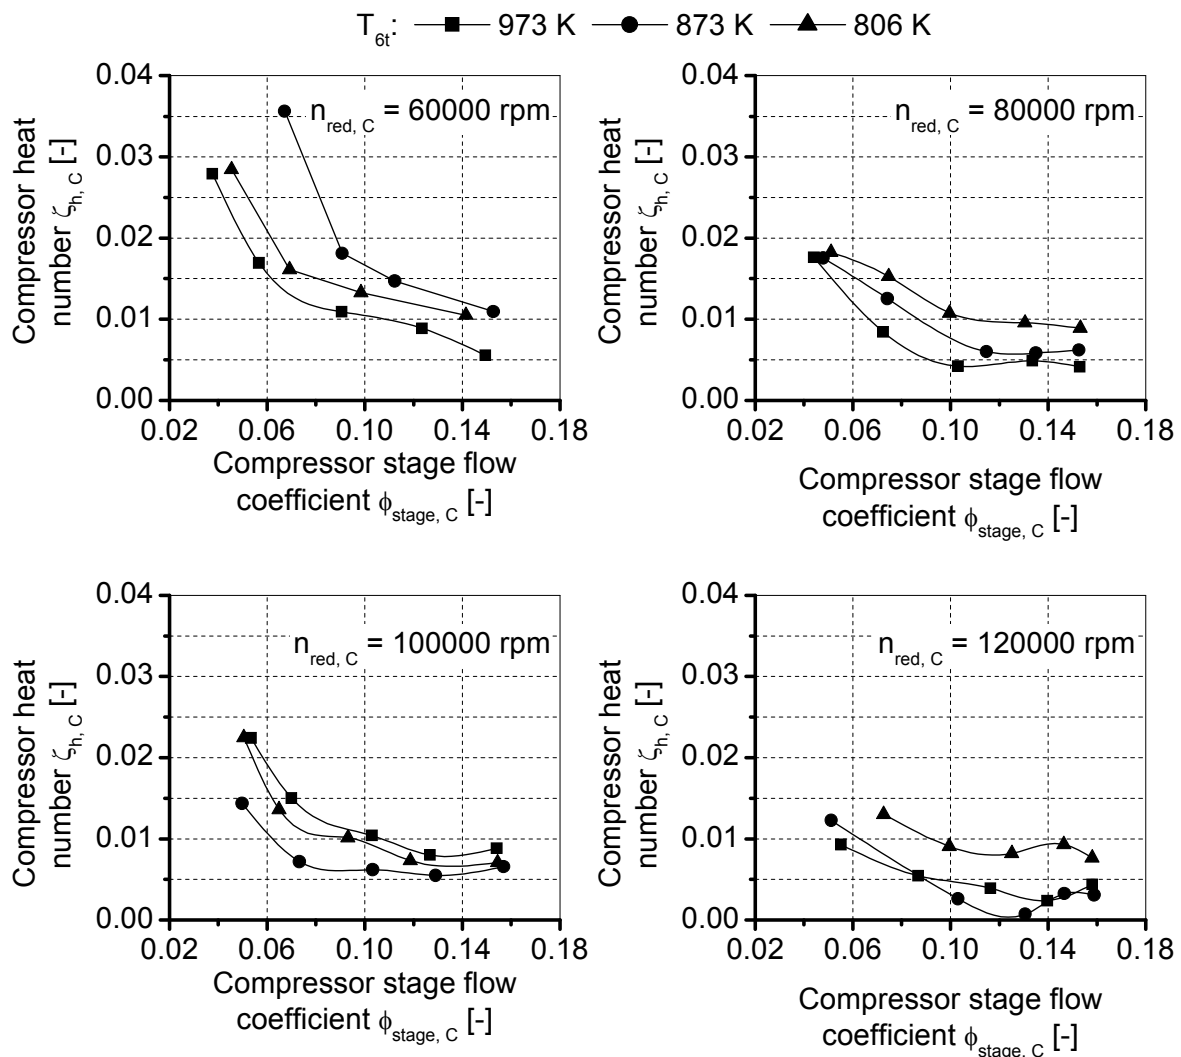 T6t: 973 K 873 K 806 K
0.04
0.03
0.02
0.01
0.00
Compressor heat
number ζh, C [-]
nred, C = 60000 rpm
0.02 0.06 0.10 0.14 0.18
Compressor stage flow
coefficient ϕstage, C [-]
0.04
0.03
0.02
0.01
0.00
Compressor heat
number ζh, C [-]
nred, C = 80000 rpm
0.02 0.06 0.10 0.14 0.18
Compressor stage flow
coefficient ϕstage, C [-]
0.04
0.03
0.02
0.01
0.00
Compressor heat
number ζh, C [-]
nred, C = 100000 rpm
0.02 0.06 0.10 0.14 0.18
Compressor stage flow
coefficient ϕstage, C [-]
0.04
0.03
0.02
0.01
0.00
Compressor heat
number ζh, C [-]
nred, C = 120000 rpm
0.02 0.06 0.10 0.14 0.18
Compressor stage flow
coefficient ϕstage, C [-]